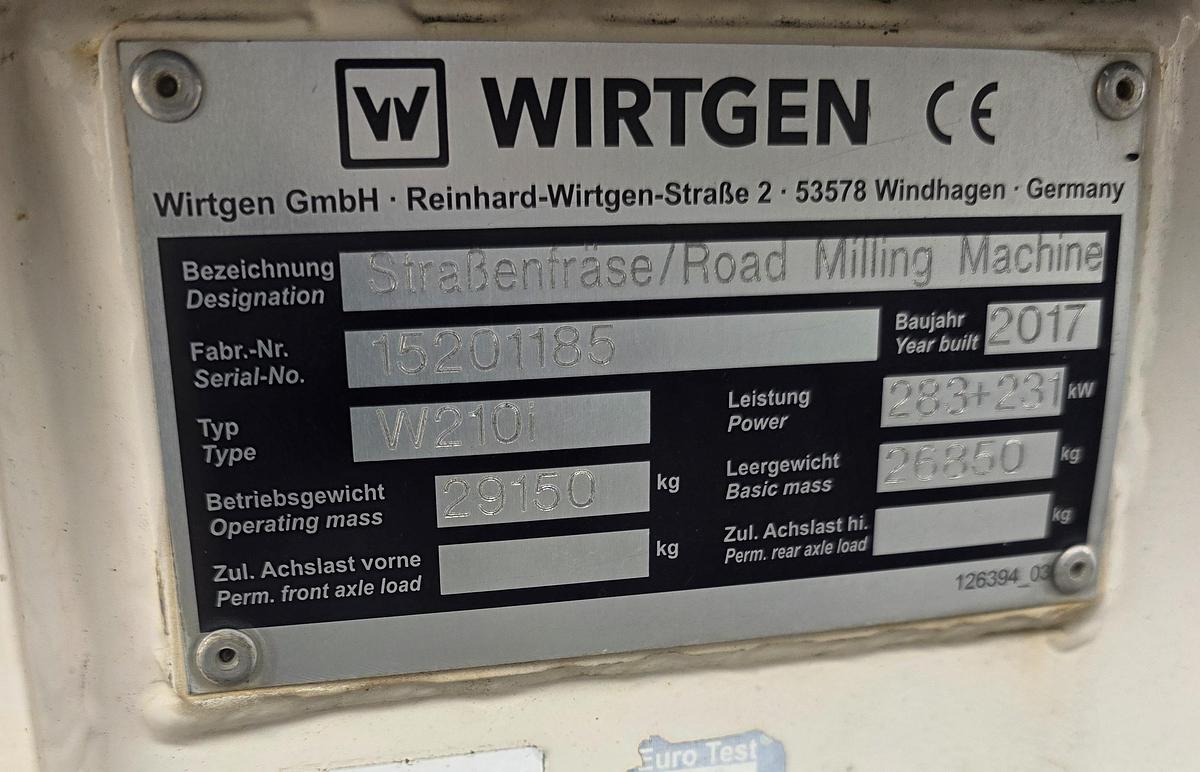 W WIRTGEN CE
Wirtgen GmbH · Reinhard-Wirtgen-Straße 2 · 53578 Windhagen · Germany
Bezeichnung
Designation
Straßenfräse/Road Milling Machine
Fabr.-Nr.
Serial-No.
15201185
Baujahr
Year built
2017
Typ
Type
W210i
Leistung
Power
283+231 kW
Betriebsgewicht
Operating mass
29150 kg
Leergewicht
Basic mass
26850 kg
Zul. Achslast vorne
Perm. front axle load
kg
Zul. Achslast hi.
Perm. rear axle load
kg
126394_03
Euro Test